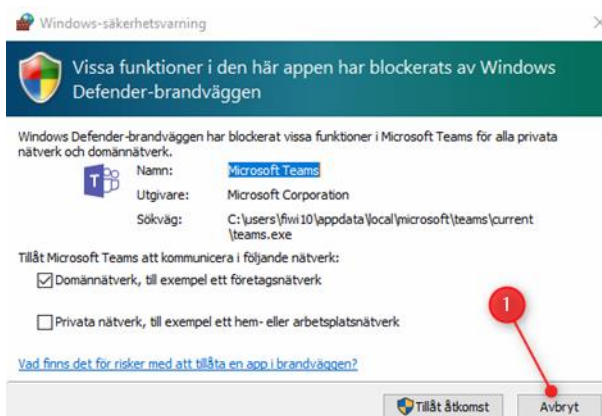 Windows-säkerhetsvarning
Vissa funktioner i den här appen har blockerats av Windows
Defender-brandväggen
Windows Defender-brandväggen har blockerat vissa funktioner i Microsoft Teams för alla privata
nätverk och domännätverk.
Namn: Microsoft Teams
Utgivare: Microsoft Corporation
Sökväg: C:\users\fiwi10\appdata\local\microsoft\teams\current
\teams.exe
Tillåt Microsoft Teams att kommunicera i följande nätverk:
Domännätverk, till exempel ett företagsnätverk
1
Privata nätverk, till exempel ett hem- eller arbetsplatsnätverk
Vad finns det för risker med att tillåta en app i brandväggen?
Tillåt åtkomst Avbryt